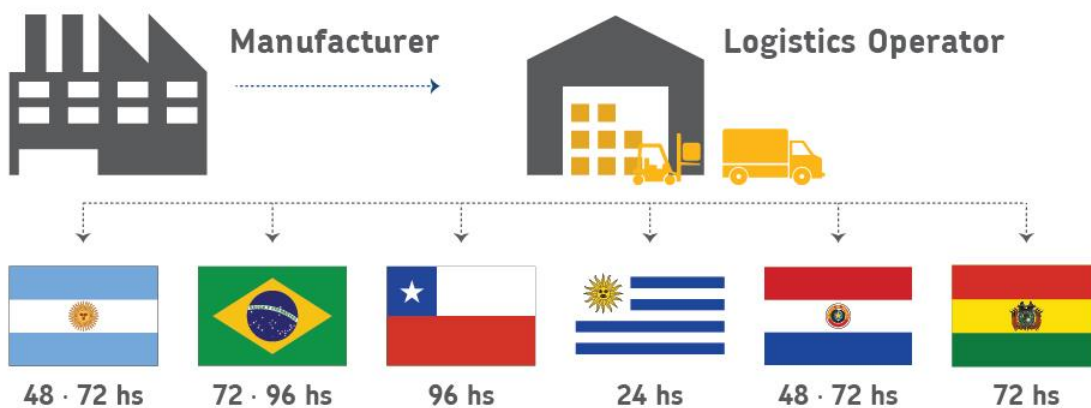 Manufacturer
Logistics Operator
48 · 72 hs
72 · 96 hs
96 hs
24 hs
48 · 72 hs
72 hs